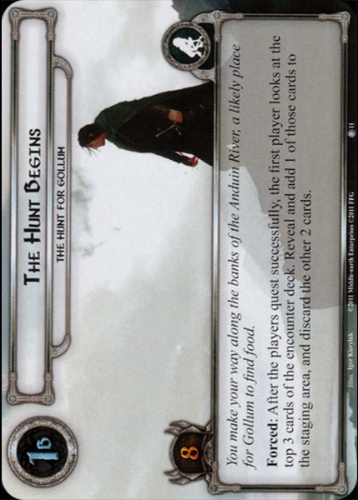 1B
THE HUNT BEGINS
THE HUNT FOR GOLLUM
8
You make your way along the banks of the Anduin River, a likely place
for Gollum to find food.
Forced: After the players quest successfully, the first player looks at the
top 3 cards of the encounter deck. Reveal and add 1 of those cards to
the staging area, and discard the other 2 cards.
Illus. Igor Kieryluk ©2011 Middle-earth Enterprises ©2011 FFG 11